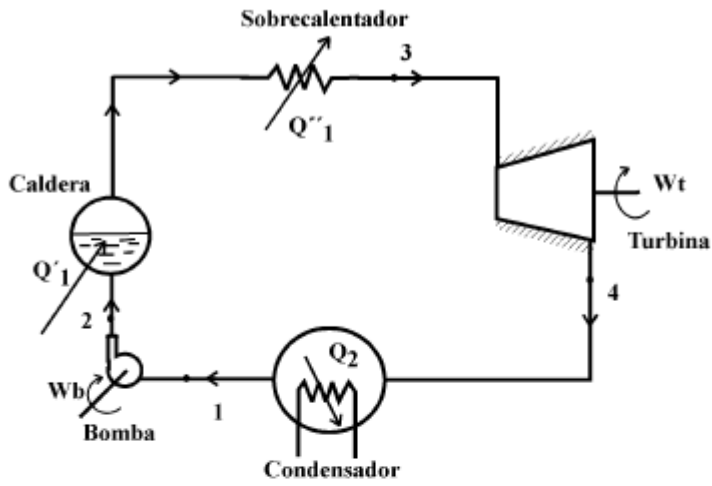 Sobrecalentador
3
Q´´1
Caldera
Wt
Turbina
Q´1
4
2
Q2
Wb
1
Bomba
Condensador